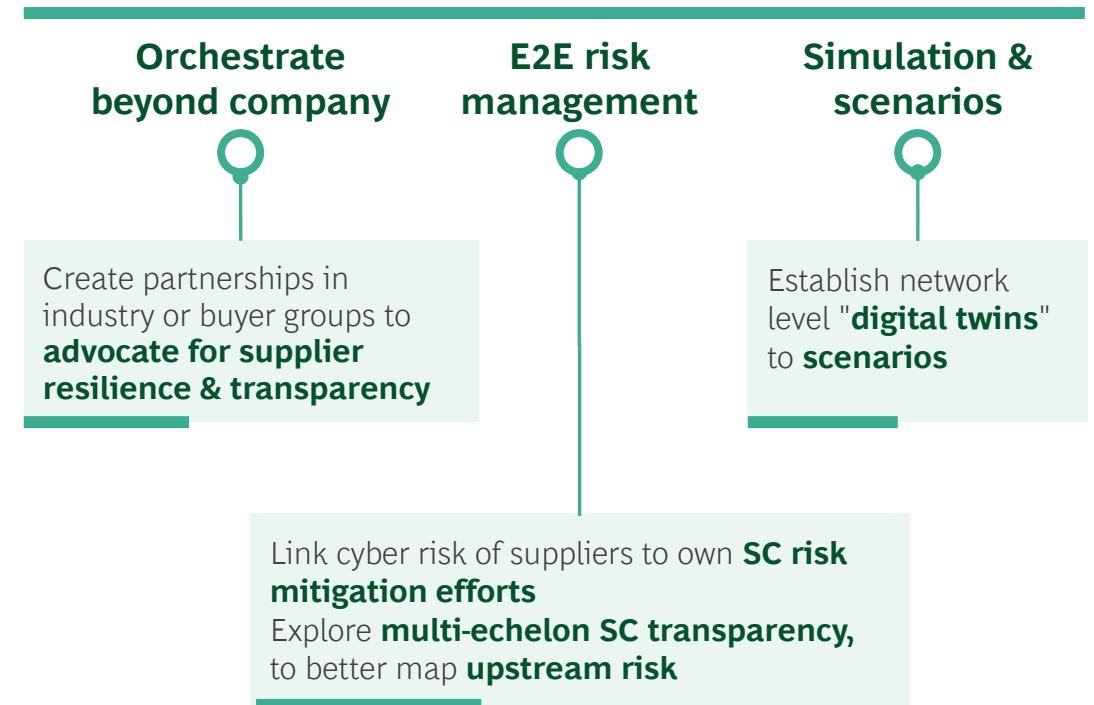 Orchestrate
beyond company
E2E risk
management
Simulation &
scenarios
Create partnerships in
industry or buyer groups to
advocate for supplier
resilience & transparency
Establish network
level "digital twins"
to scenarios
Link cyber risk of suppliers to own SC risk
mitigation efforts
Explore multi-echelon SC transparency,
to better map upstream risk